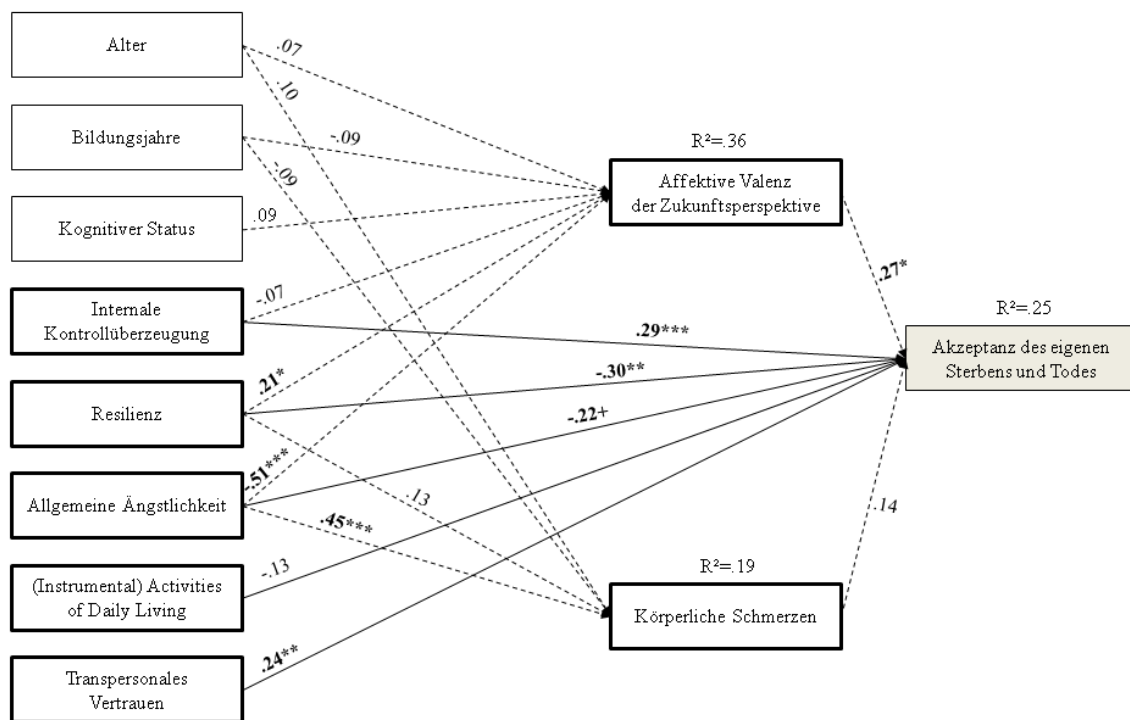 Alter
Bildungsjahre
Kognitiver Status
Internale
Kontrollüberzeugung
Resilienz
Allgemeine Ängstlichkeit
(Instrumental) Activities
of Daily Living
Transpersonales
Vertrauen
.07
.10
-.09
-.09
.09
-.07
.29***
.21*
-.30**
-.22+
-.51***
.13
.45***
-.13
.24**
R²=.36
Affektive Valenz
der Zukunftsperspektive
.27*
R²=.19
Körperliche Schmerzen
.14
R²=.25
Akzeptanz des eigenen
Sterbens und Todes